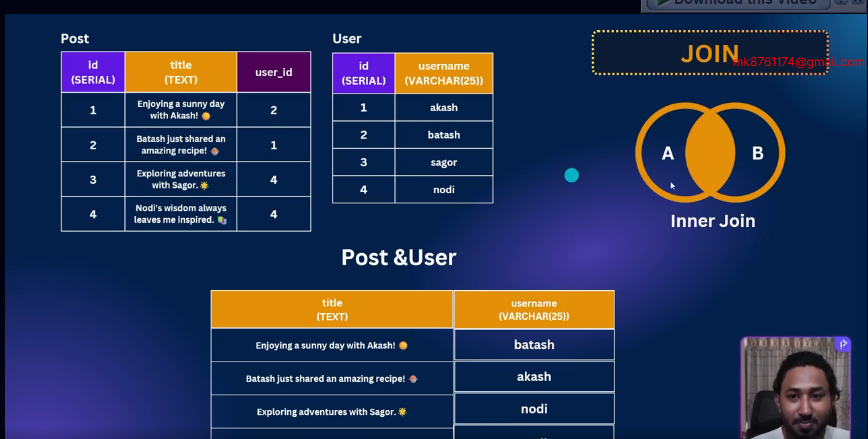 Download this video
Post
id
(SERIAL)
title
(TEXT)
user_id
1
Enjoying a sunny day
with Akash!
2
2
Batash just shared an
amazing recipe!
1
3
Exploring adventures
with Sagor.
4
4
Nodi's wisdom always
leaves me inspired.
4
User
id
(SERIAL)
username
(VARCHAR(25))
1
akash
2
batash
3
sagor
4
nodi
JOIN
mk8761174@gmail.com
A
B
Inner Join
Post &User
title
(TEXT)
username
(VARCHAR(25))
Enjoying a sunny day with Akash!
batash
Batash just shared an amazing recipe!
akash
Exploring adventures with Sagor.
nodi